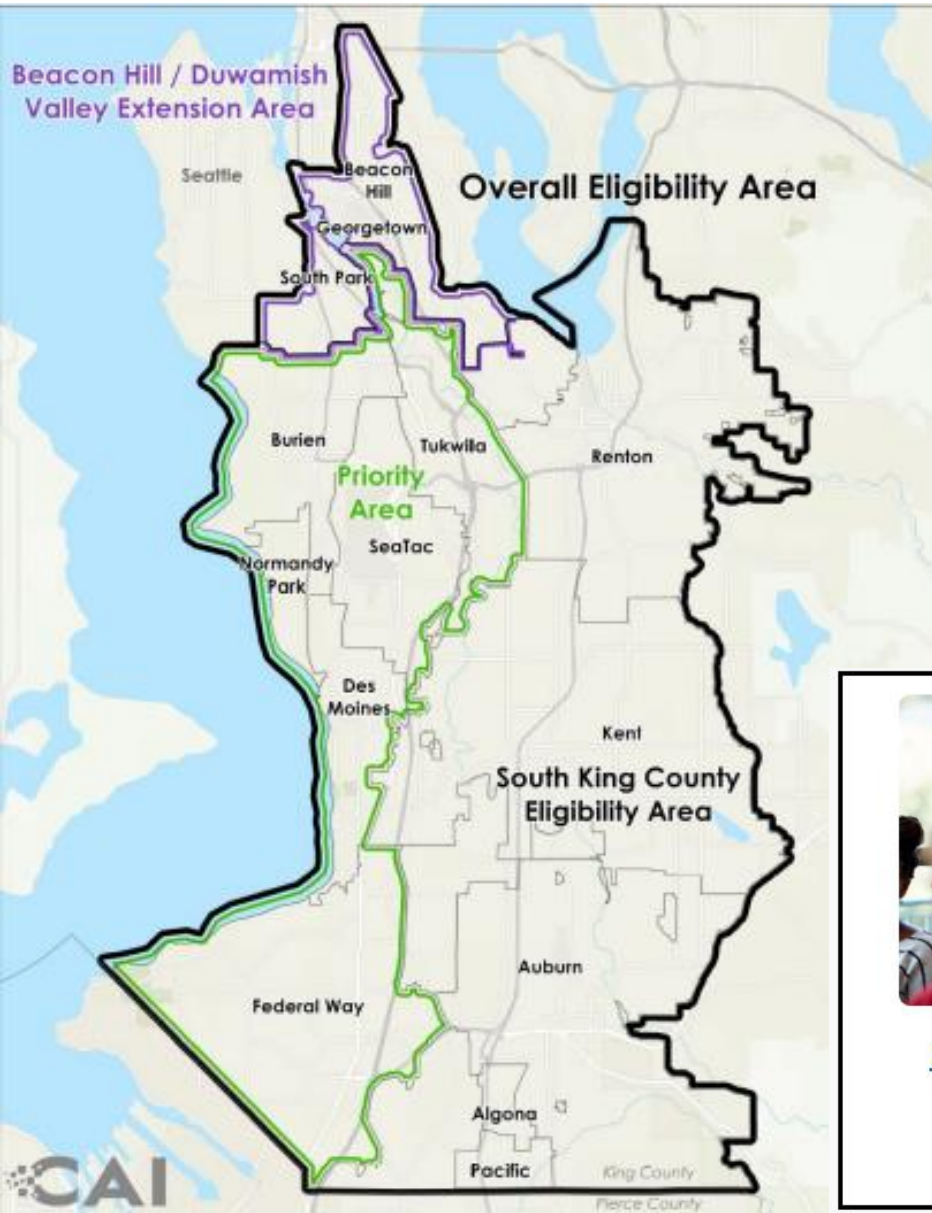 Beacon Hill / Duwamish
Valley Extension Area
Seattle
Beacon
Hill
Overall Eligibility Area
Georgetown
South Park
Burien
Tukwila
Renton
Priority
Area
SeaTac
Normandy
Park
Des
Moines
Kent
South King County
Eligibility Area
Auburn
Federal Way
Algona
Pacific
King County
Pierce County
CAI